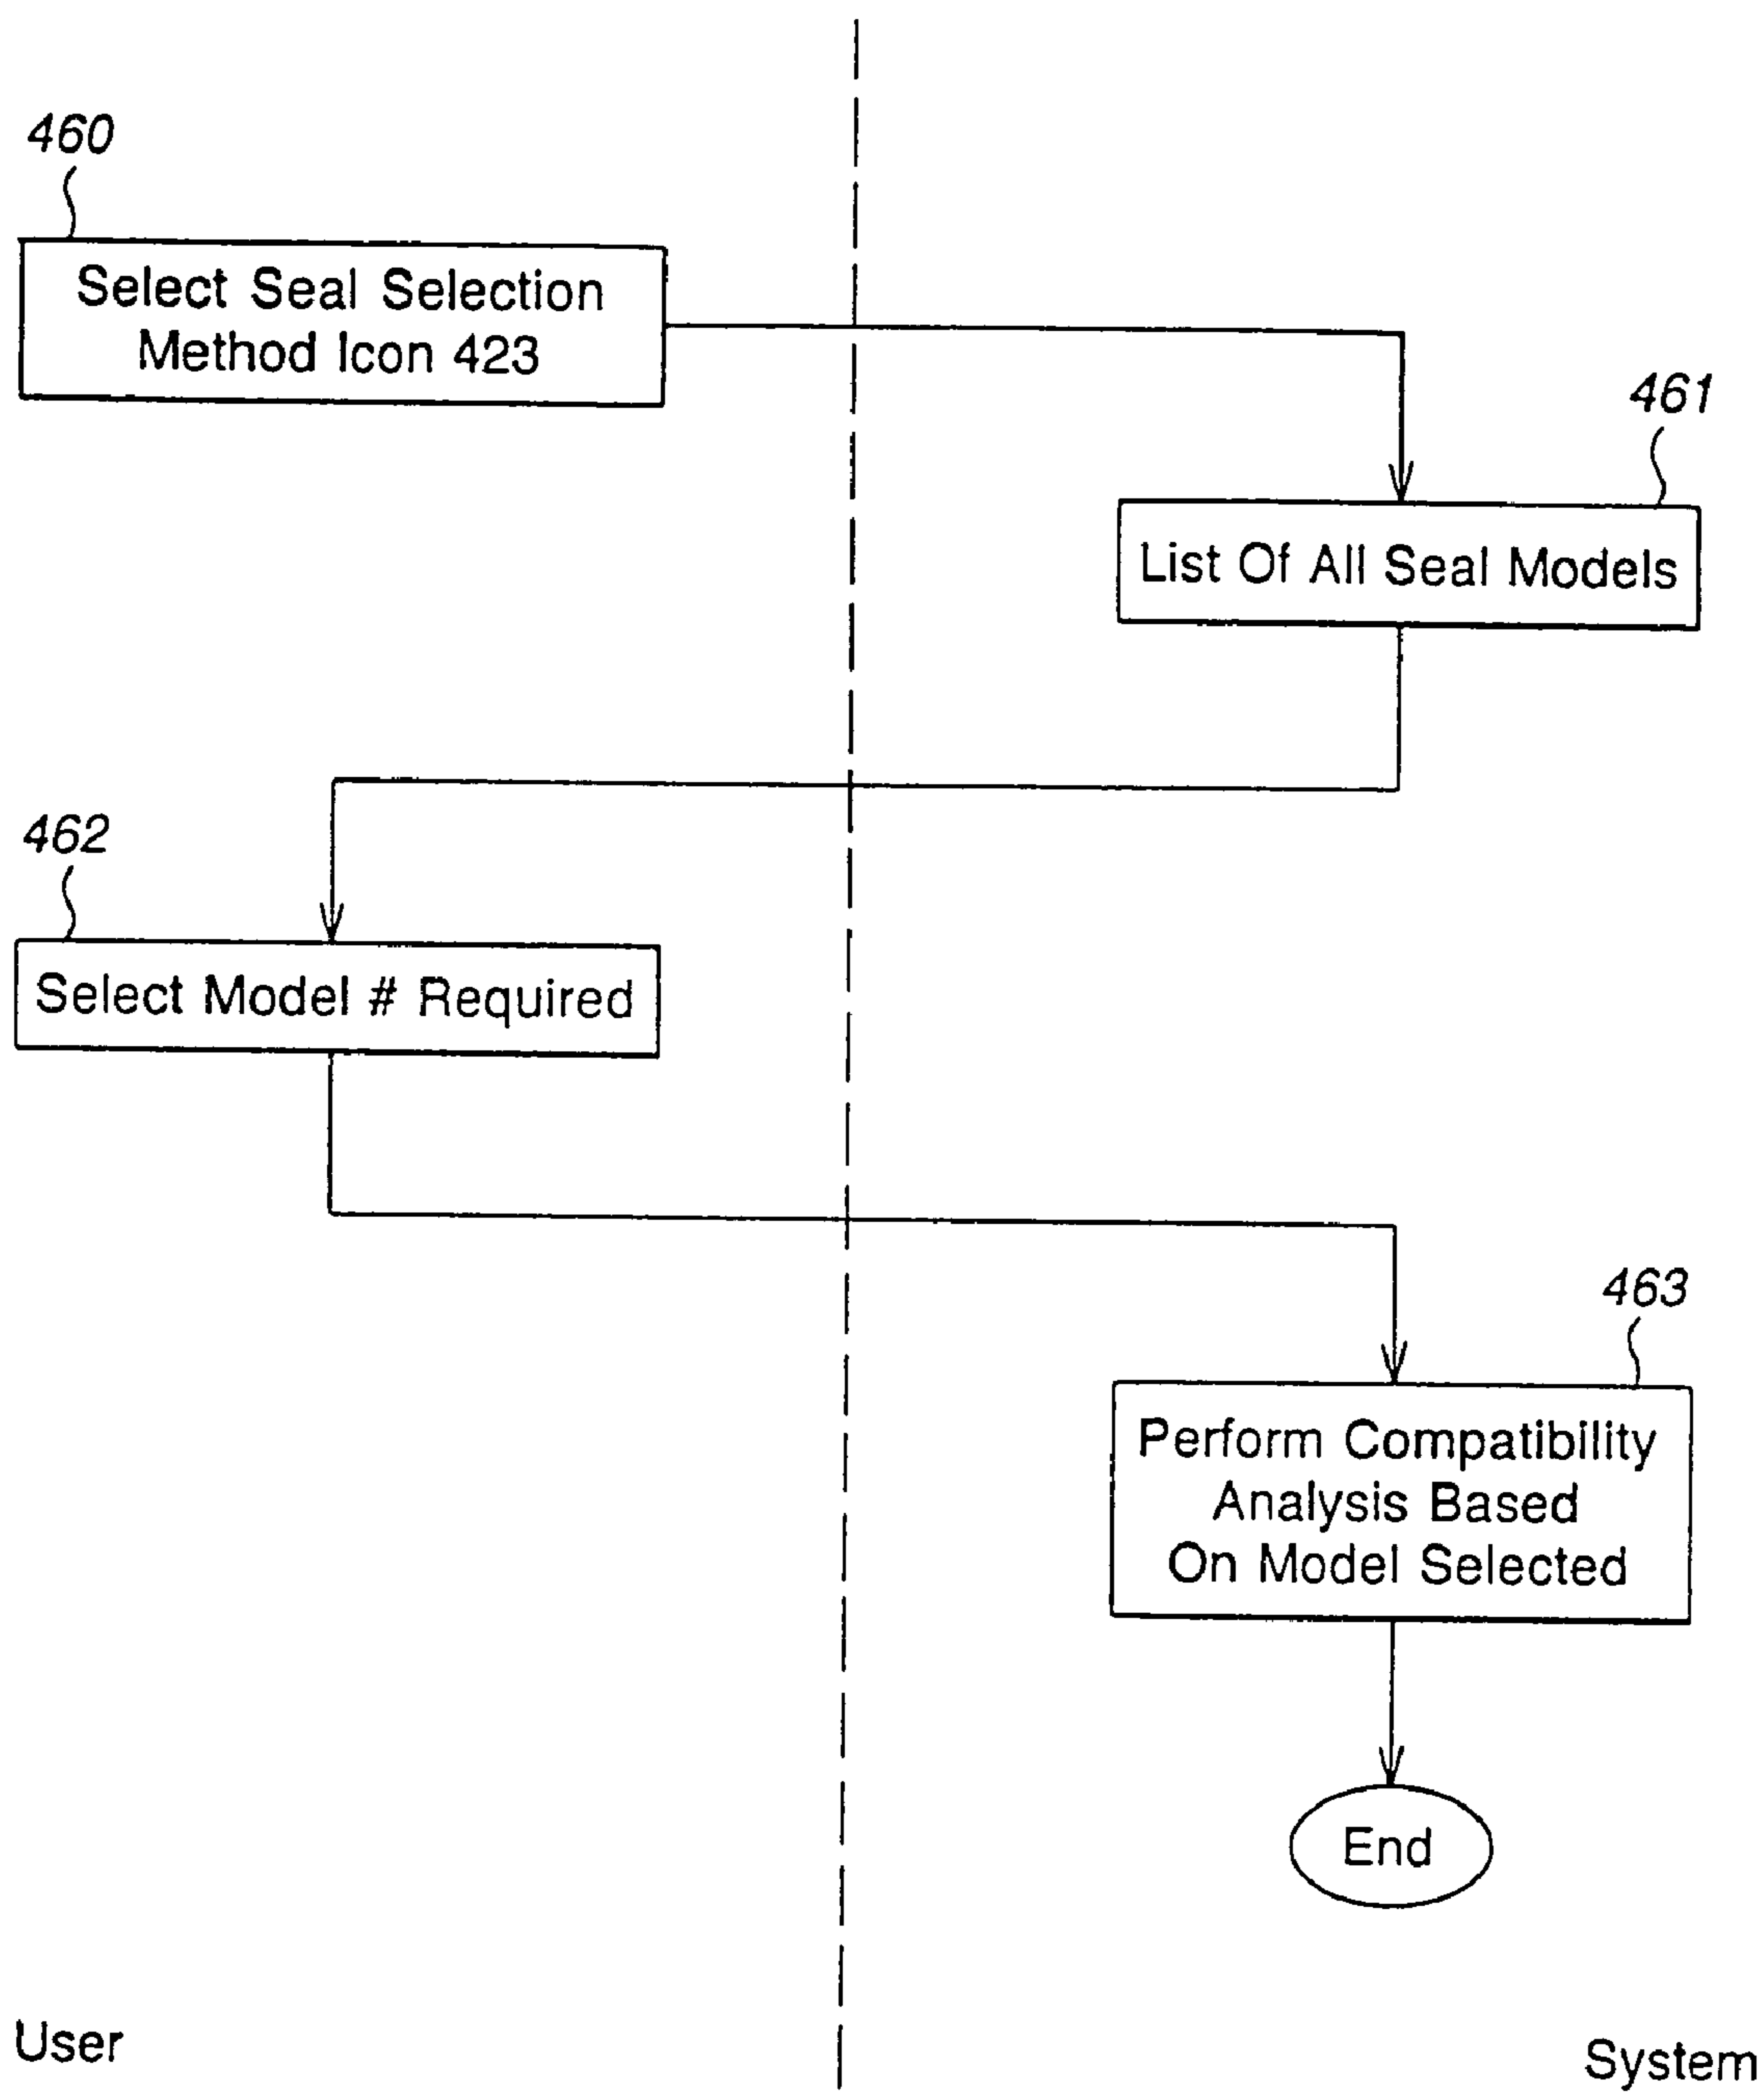 460
Select Seal Selection
Method Icon 423
461
List Of All Seal Models
462
Select Model # Required
463
Perform Compatibility
Analysis Based
On Model Selected
End
User
System